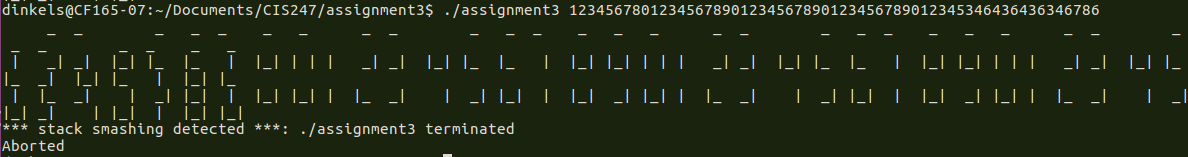 dinkels@CF165-07:~/Documents/CIS247/assignment3$ ./assignment3 12345678012345678901234567890123456789012345346436436346786
*** stack smashing detected ***: ./assignment3 terminated
Aborted